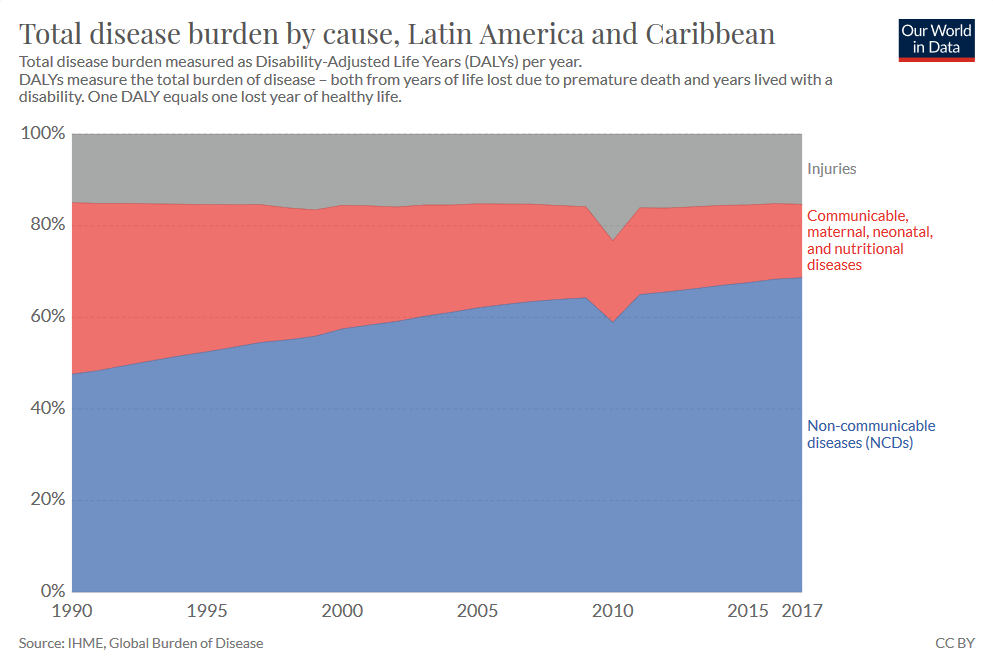 Total disease burden by cause, Latin America and Caribbean
Our World
in Data
Total disease burden measured as Disability-Adjusted Life Years (DALYs) per year.
DALYs measure the total burden of disease – both from years of life lost due to premature death and years lived with a
disability. One DALY equals one lost year of healthy life.
100%
80%
60%
40%
20%
0%
Injuries
Communicable,
maternal, neonatal,
and nutritional
diseases
Non-communicable
diseases (NCDs)
1990 1995 2000 2005 2010 2015 2017
Source: IHME, Global Burden of Disease
CC BY